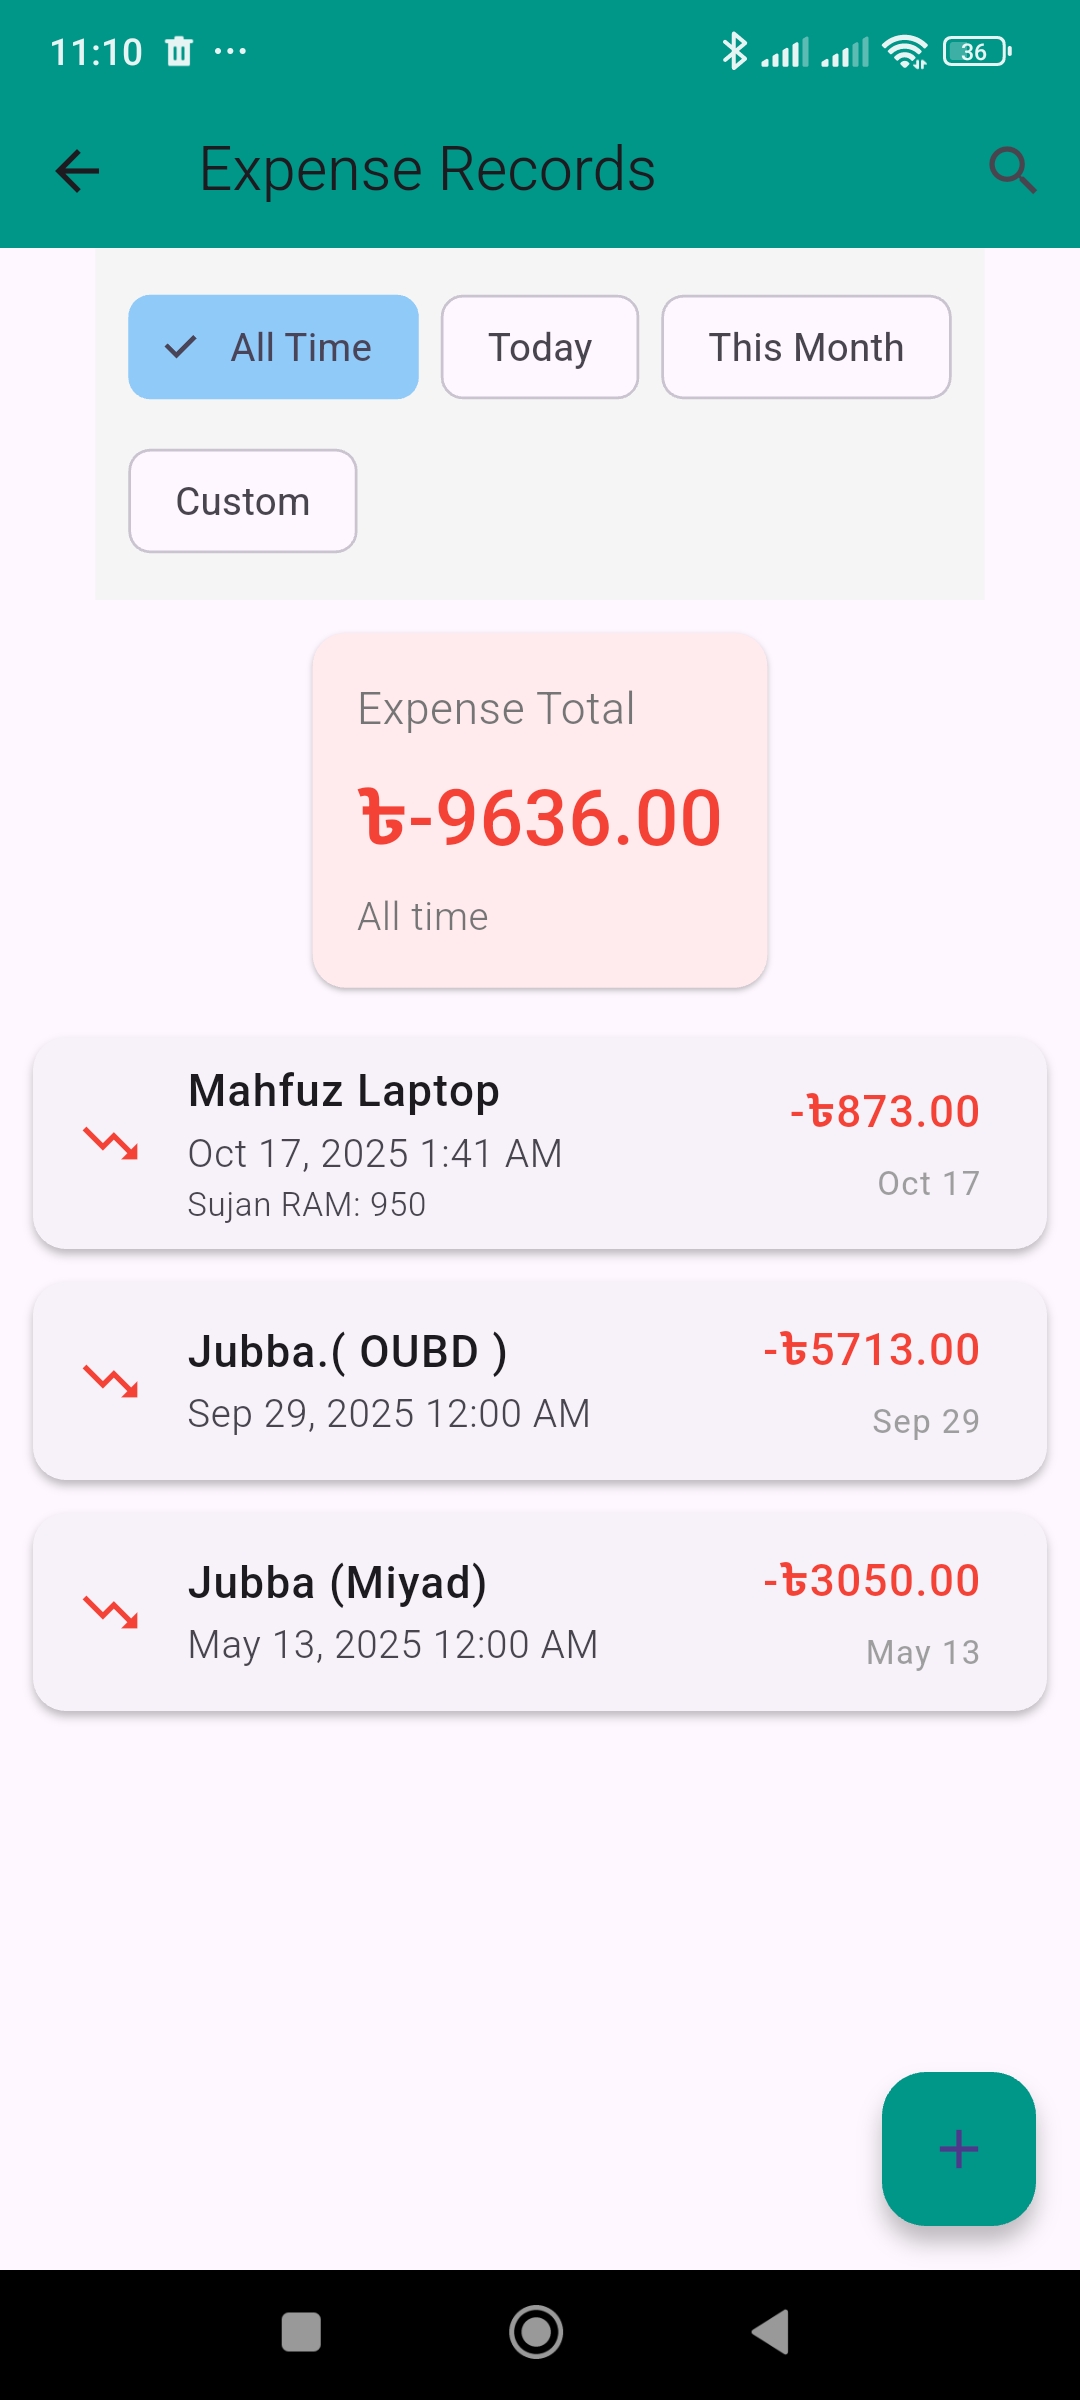 11:10
36
Expense Records
All Time
Today
This Month
Custom
Expense Total
৳-9636.00
All time
Mahfuz Laptop
-৳873.00
Oct 17, 2025 1:41 AM
Oct 17
Sujan RAM: 950
Jubba.( OUBD )
-৳5713.00
Sep 29, 2025 12:00 AM
Sep 29
Jubba (Miyad)
-৳3050.00
May 13, 2025 12:00 AM
May 13